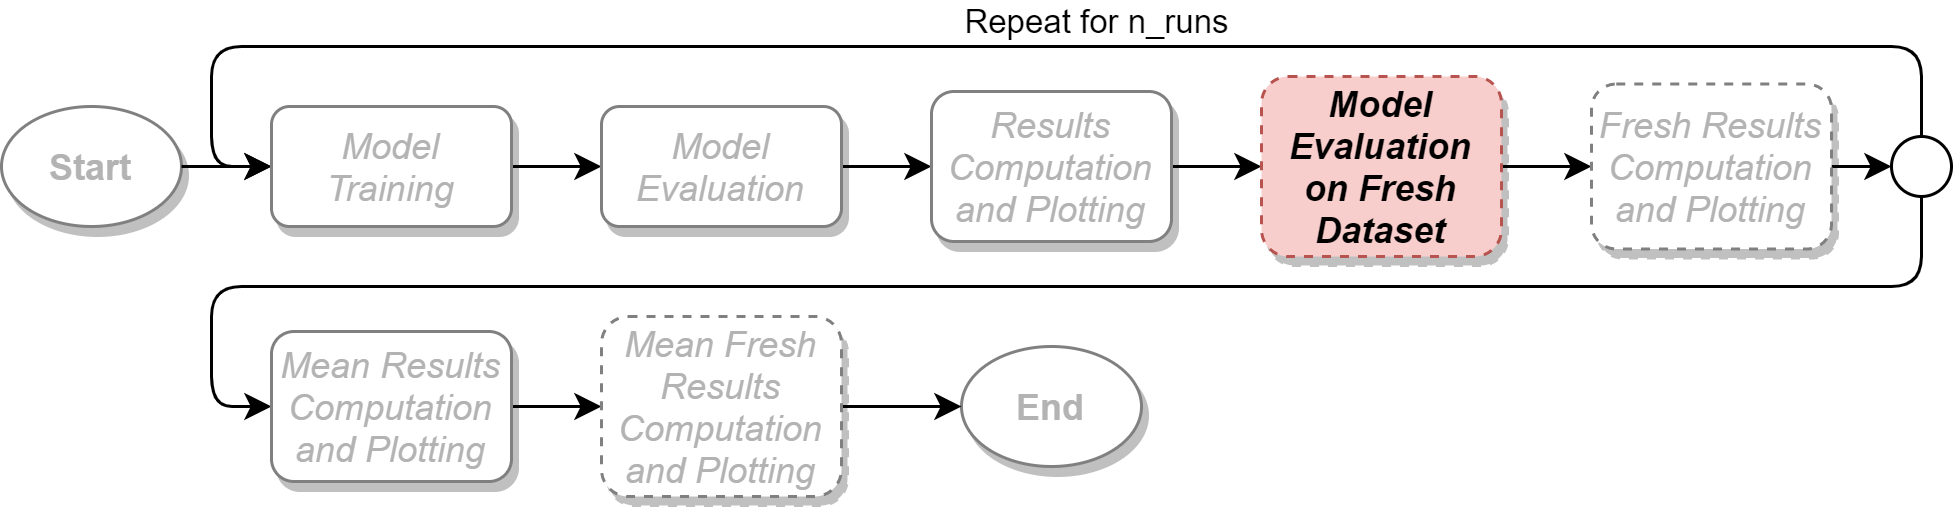 Repeat for n_runs
Start
Model
Training
Model
Evaluation
Results
Computation
and Plotting
Model
Evaluation
on Fresh
Dataset
Fresh Results
Computation
and Plotting
Mean Results
Computation
and Plotting
Mean Fresh
Results
Computation
and Plotting
End